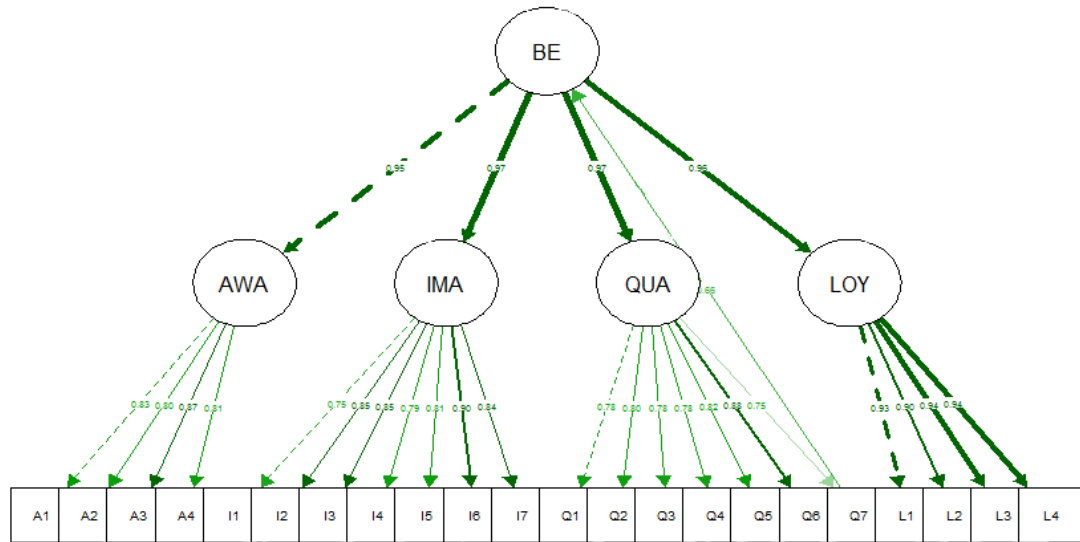 BE
0.95 0.97 0.97 0.96
AWA IMA QUA LOY
0.66
0.83 0.80 0.87 0.81 0.75 0.85 0.85 0.79 0.81 0.90 0.84 0.78 0.80 0.78 0.78 0.82 0.88 0.75 0.93 0.90 0.94 0.94
A1 A2 A3 A4 I1 I2 I3 I4 I5 I6 I7 Q1 Q2 Q3 Q4 Q5 Q6 Q7 L1 L2 L3 L4